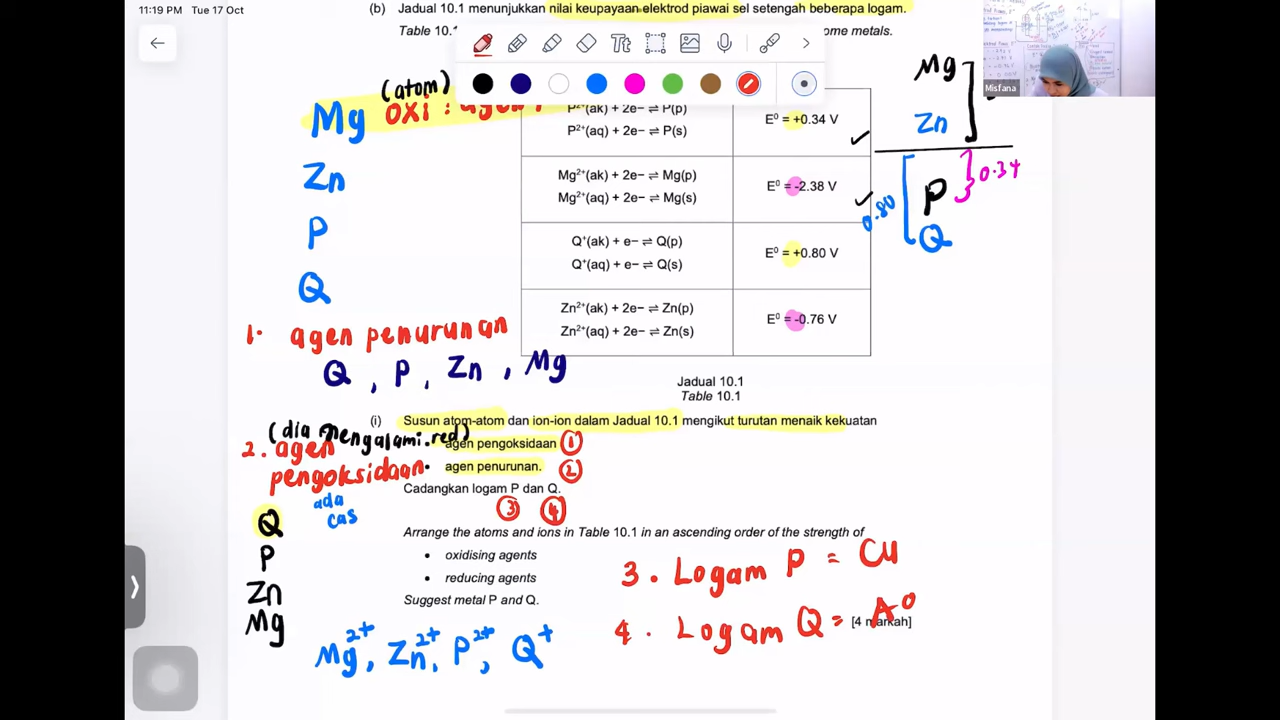 11:19 PM Tue 17 Oct
(b) Jadual 10.1 menunjukkan nilai keupayaan elektrod piawai sel setengah beberapa logam.
Table 10.
ome metals.
Tt
Misfana
(atom)
Mg oxi :
Zn
P
Q
P²⁺(ak) + 2e− ⇌ P(p)
P²⁺(aq) + 2e− ⇌ P(s)
E⁰ = +0.34 V
Mg²⁺(ak) + 2e− ⇌ Mg(p)
Mg²⁺(aq) + 2e− ⇌ Mg(s)
E⁰ = -2.38 V
Q⁺(ak) + e− ⇌ Q(p)
Q⁺(aq) + e− ⇌ Q(s)
E⁰ = +0.80 V
Zn²⁺(ak) + 2e− ⇌ Zn(p)
Zn²⁺(aq) + 2e− ⇌ Zn(s)
E⁰ = -0.76 V
Mg
Zn
P
Q
0.34
0.80
1. agen penurunan
Q , P , Zn , Mg
Jadual 10.1
Table 10.1
(i) Susun atom-atom dan ion-ion dalam Jadual 10.1 mengikut turutan menaik kekuatan
• agen pengoksidaan 1
• agen penurunan. 2
Cadangkan logam P dan Q.
3 4
(dia mengalami red)
2. agen
pengoksidaan
ada
cas
Q
P
Zn
Mg
Arrange the atoms and ions in Table 10.1 in an ascending order of the strength of
• oxidising agents
• reducing agents
Suggest metal P and Q.
[4 markah]
Mg²⁺, Zn²⁺, P²⁺, Q⁺
3. Logam P = Cu
4. Logam Q =